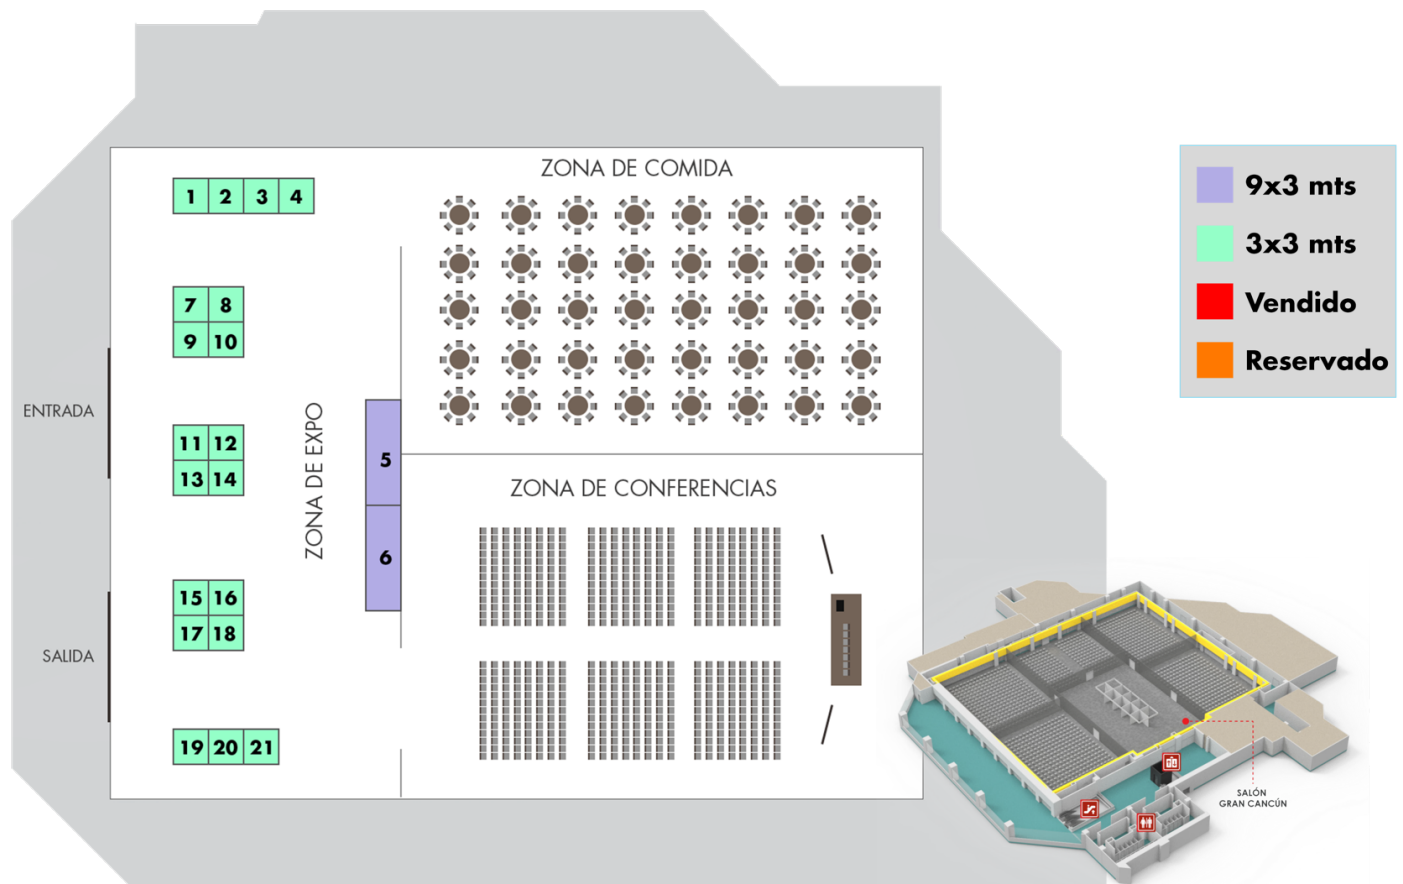 ZONA DE COMIDA
1 2 3 4
7 8
9 10
ENTRADA
11 12
13 14
ZONA DE EXPO
5
6
ZONA DE CONFERENCIAS
15 16
17 18
SALIDA
19 20 21
9x3 mts
3x3 mts
Vendido
Reservado
SALÓN
GRAN CANCÚN